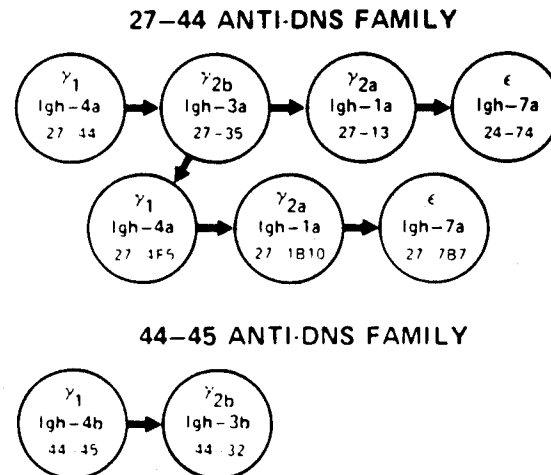 27-44 ANTI-DNS FAMILY
γ1
Igh-4a
27-44
γ2b
Igh-3a
27-35
γ2a
Igh-1a
27-13
ε
Igh-7a
24-74
γ1
Igh-4a
27 4F5
γ2a
Igh-1a
27 1B10
ε
Igh-7a
27 7B7
44-45 ANTI-DNS FAMILY
γ1
Igh-4b
44-45
γ2b
Igh-3b
44-32